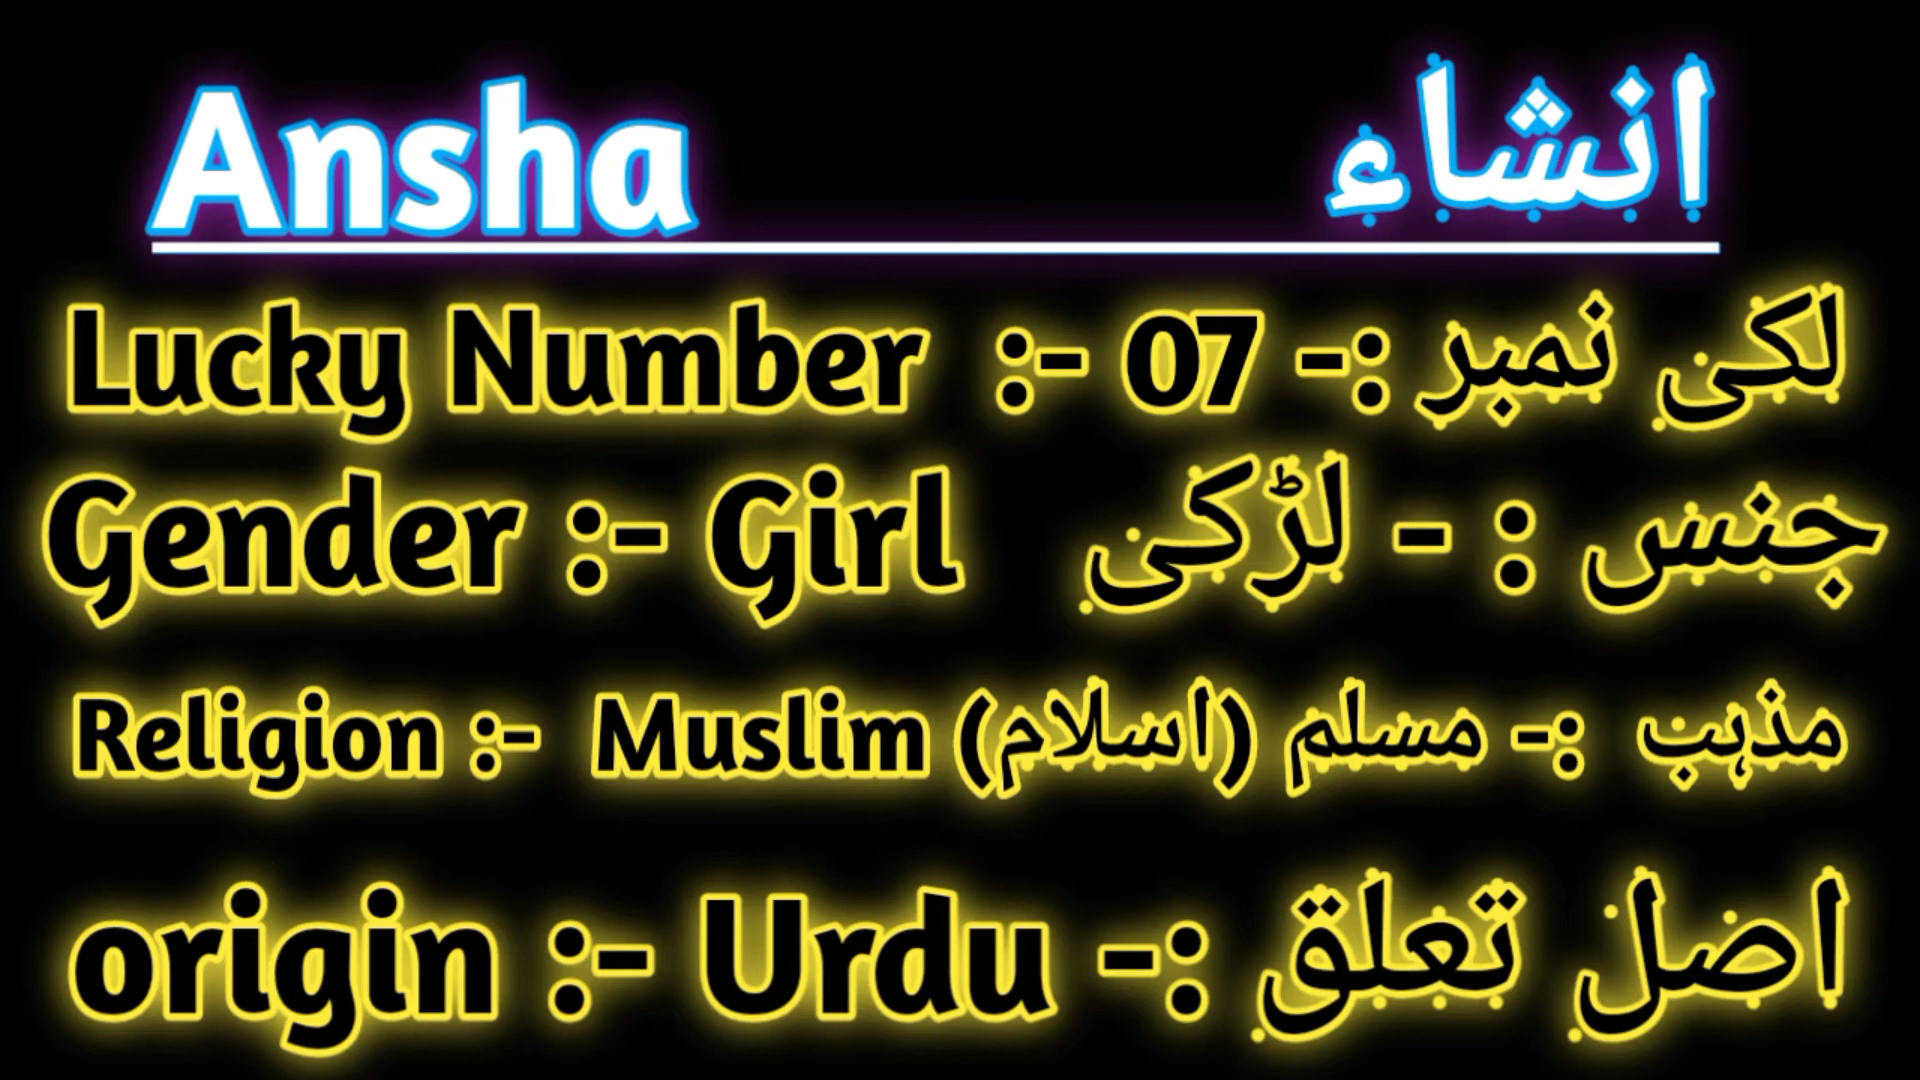 Ansha انشاء
Lucky Number :- 07 -: لکی نمبر
Gender :- Girl لڑکی - : جنس
Religion :- Muslim (اسلام) مسلم -: مذہب
origin :- Urdu -: اصل تعلق